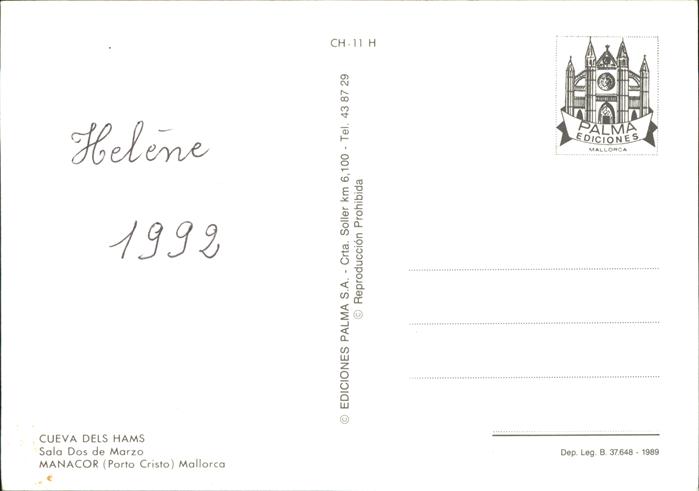 CH-11 H
Helène
1992
CUEVA DELS HAMS
Sala Dos de Marzo
MANACOR (Porto Cristo) Mallorca
© EDICIONES PALMA S.A. - Crta. Soller km 6,100 - Tel. 43 87 29
© Reproducción Prohibida
PALMA
EDICIONES
MALLORCA
Dep. Leg. B. 37.648 - 1989